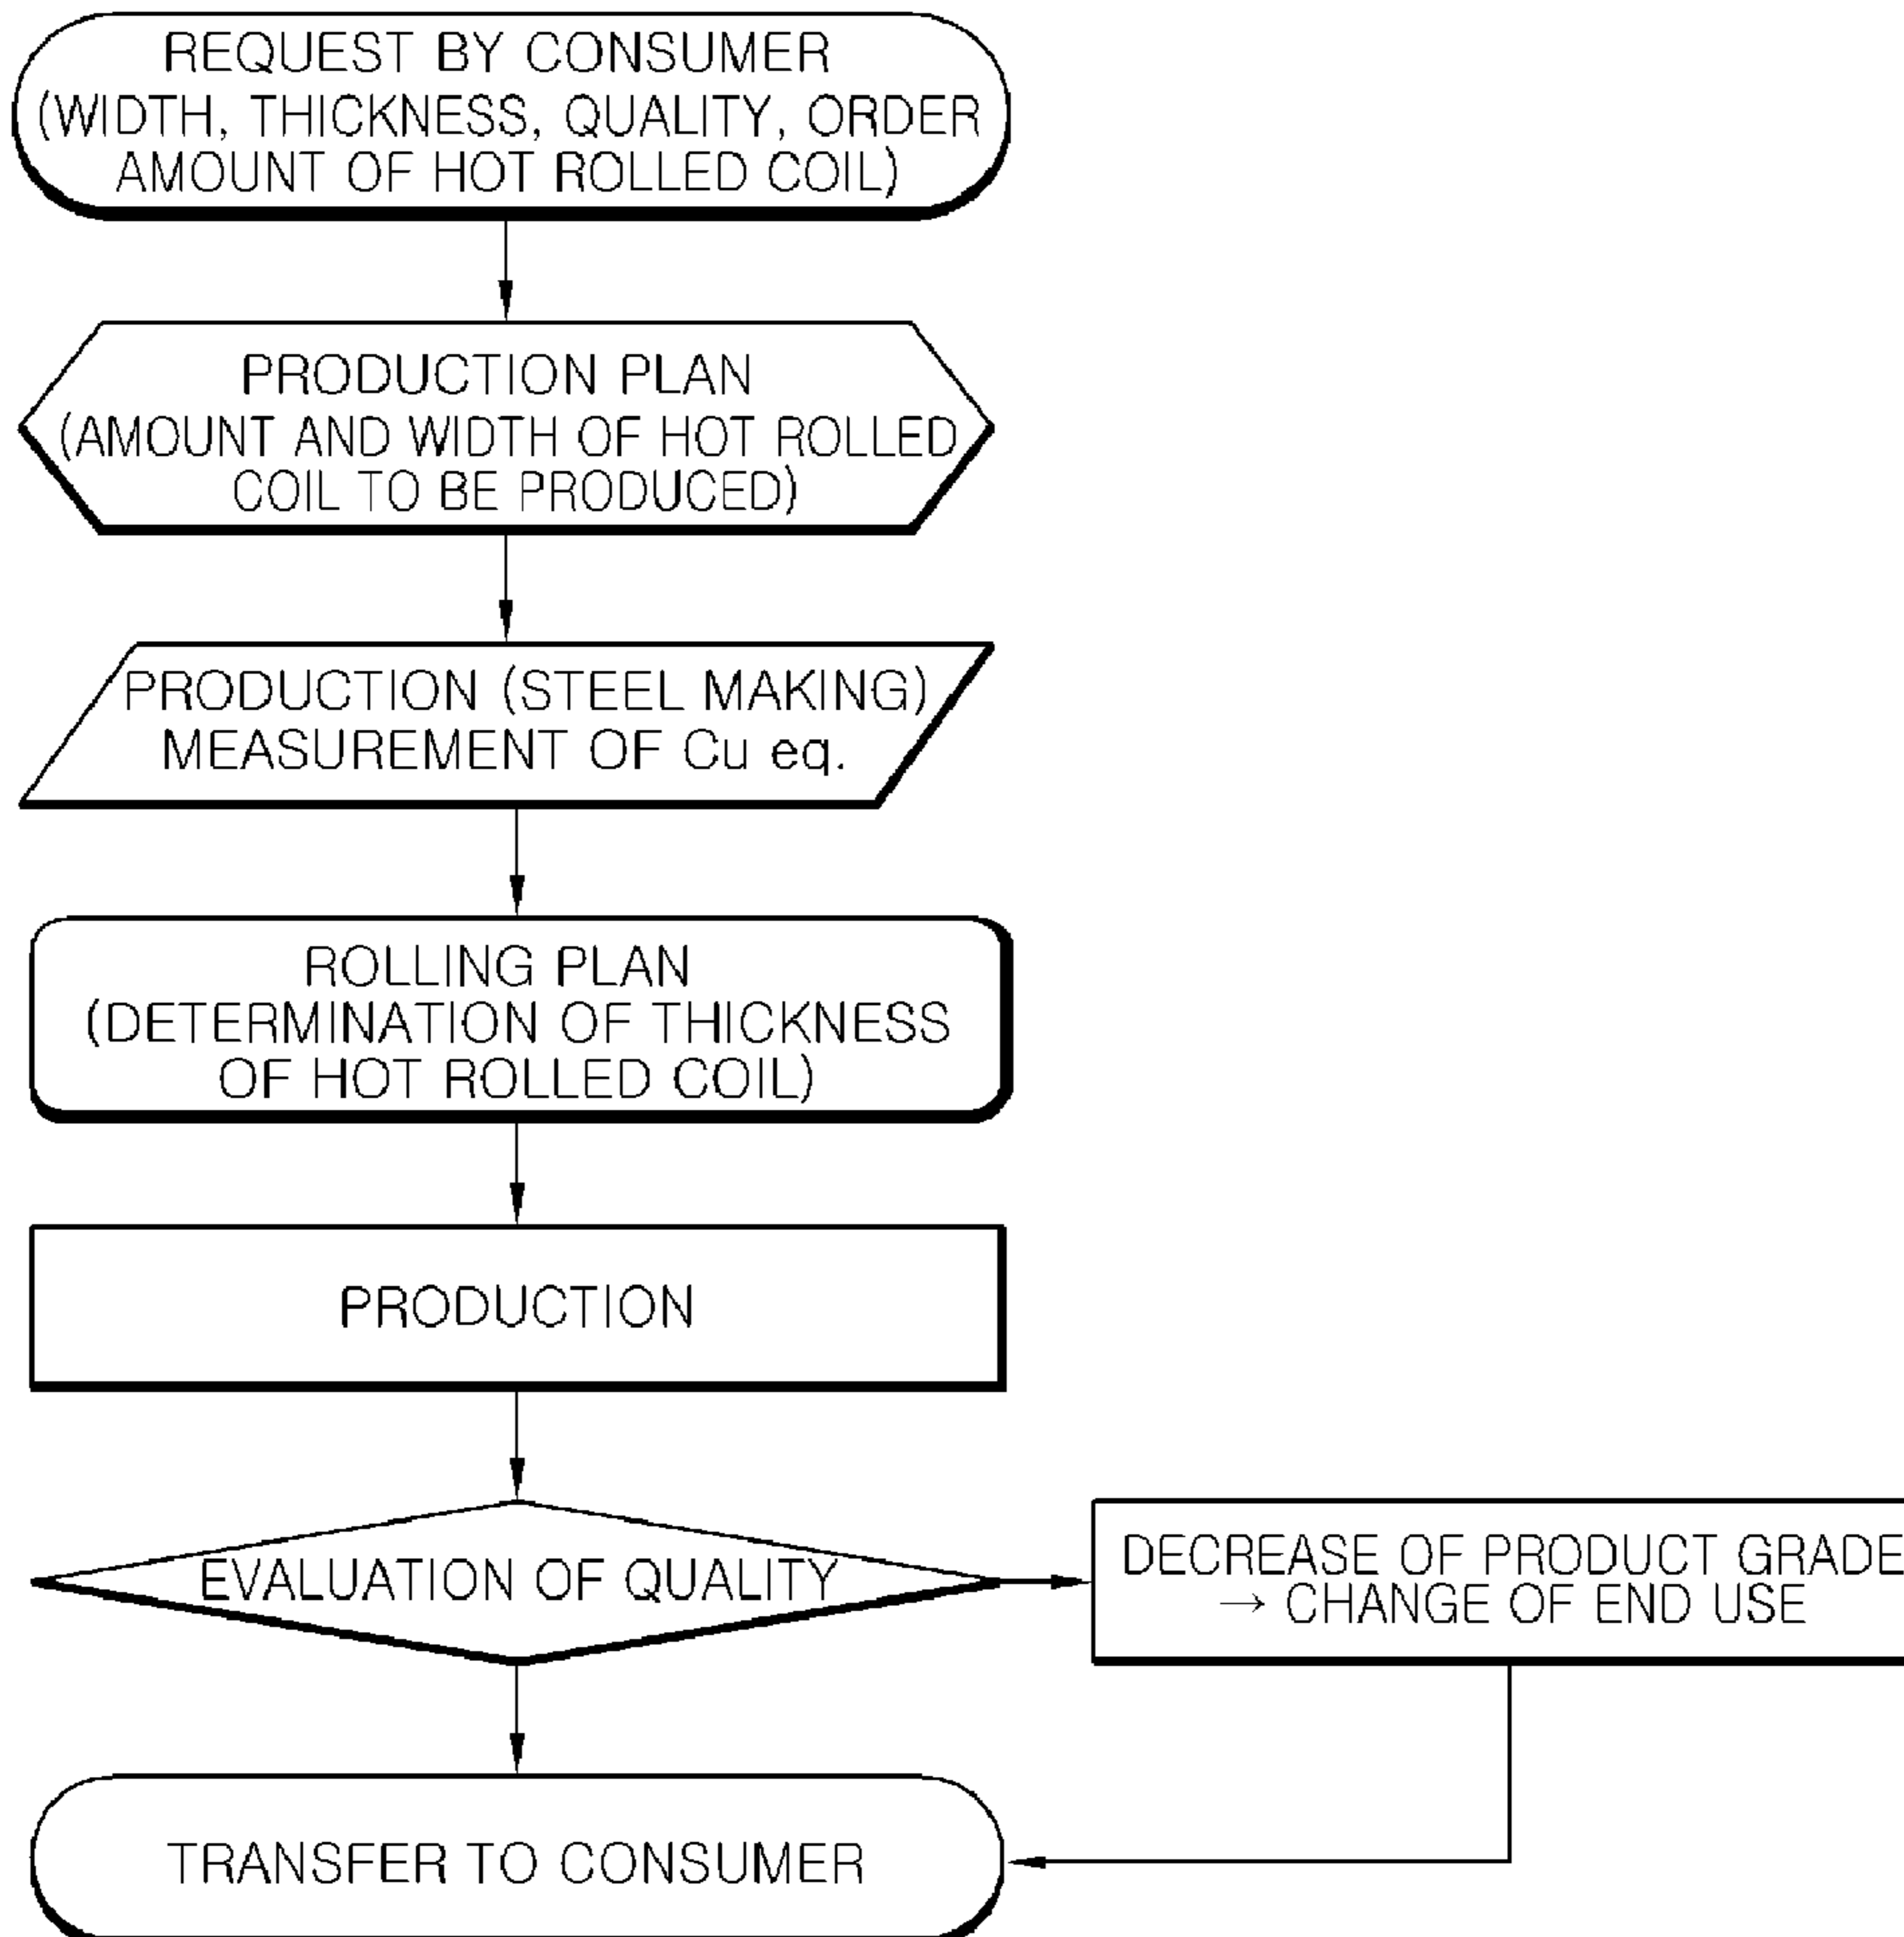 REQUEST BY CONSUMER
(WIDTH, THICKNESS, QUALITY, ORDER
AMOUNT OF HOT ROLLED COIL)
PRODUCTION PLAN
(AMOUNT AND WIDTH OF HOT ROLLED
COIL TO BE PRODUCED)
PRODUCTION (STEEL MAKING)
MEASUREMENT OF Cu eq.
ROLLING PLAN
(DETERMINATION OF THICKNESS
OF HOT ROLLED COIL)
PRODUCTION
EVALUATION OF QUALITY
DECREASE OF PRODUCT GRADE
→ CHANGE OF END USE
TRANSFER TO CONSUMER